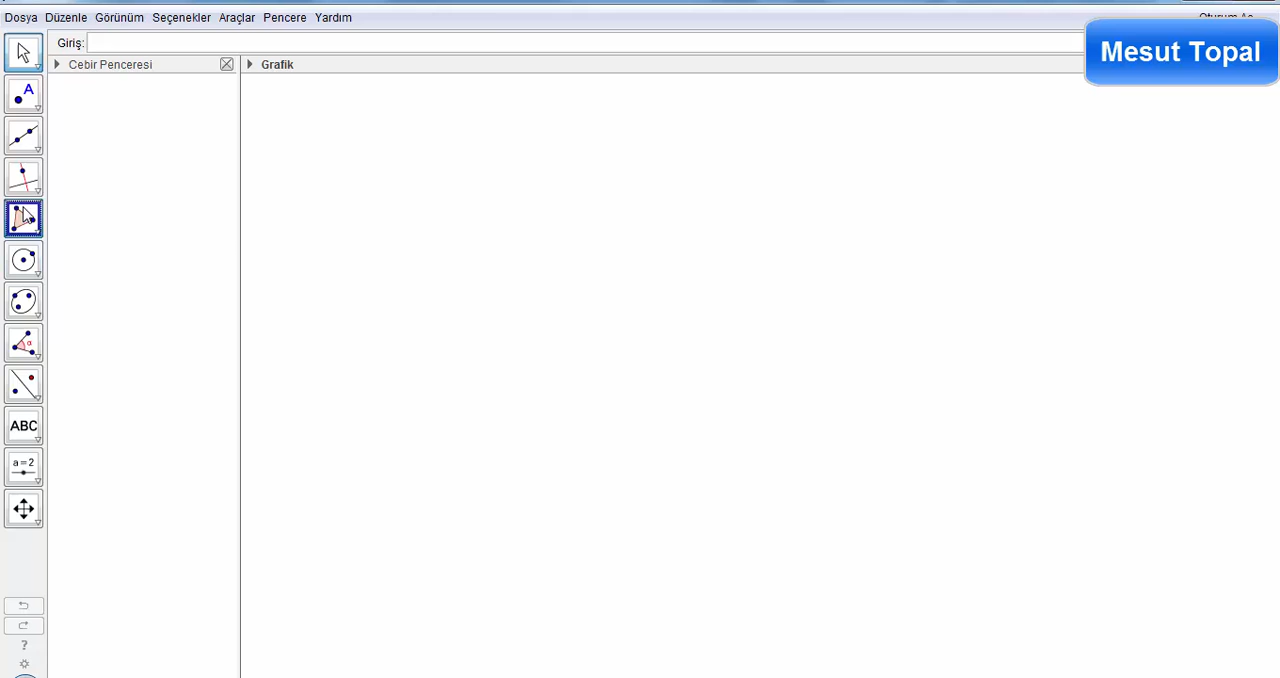 Dosya Düzenle Görünüm Seçenekler Araçlar Pencere Yardım
Mesut Topal
Giriş:
Cebir Penceresi
Grafik
A
α
ABC
a=2
?